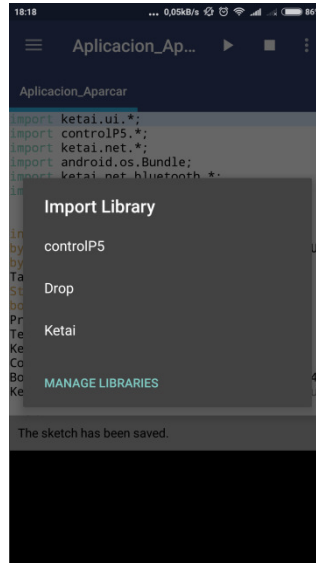 18:18 ... 0,05kB/s 86%
Aplicacion_Ap...
Aplicacion_Aparcar
import ketai.ui.*;
import controlP5.*;
import ketai.net.*;
import android.os.Bundle;
import ketai.net.bluetooth.*;
Import Library
controlP5
Drop
Ketai
MANAGE LIBRARIES
The sketch has been saved.